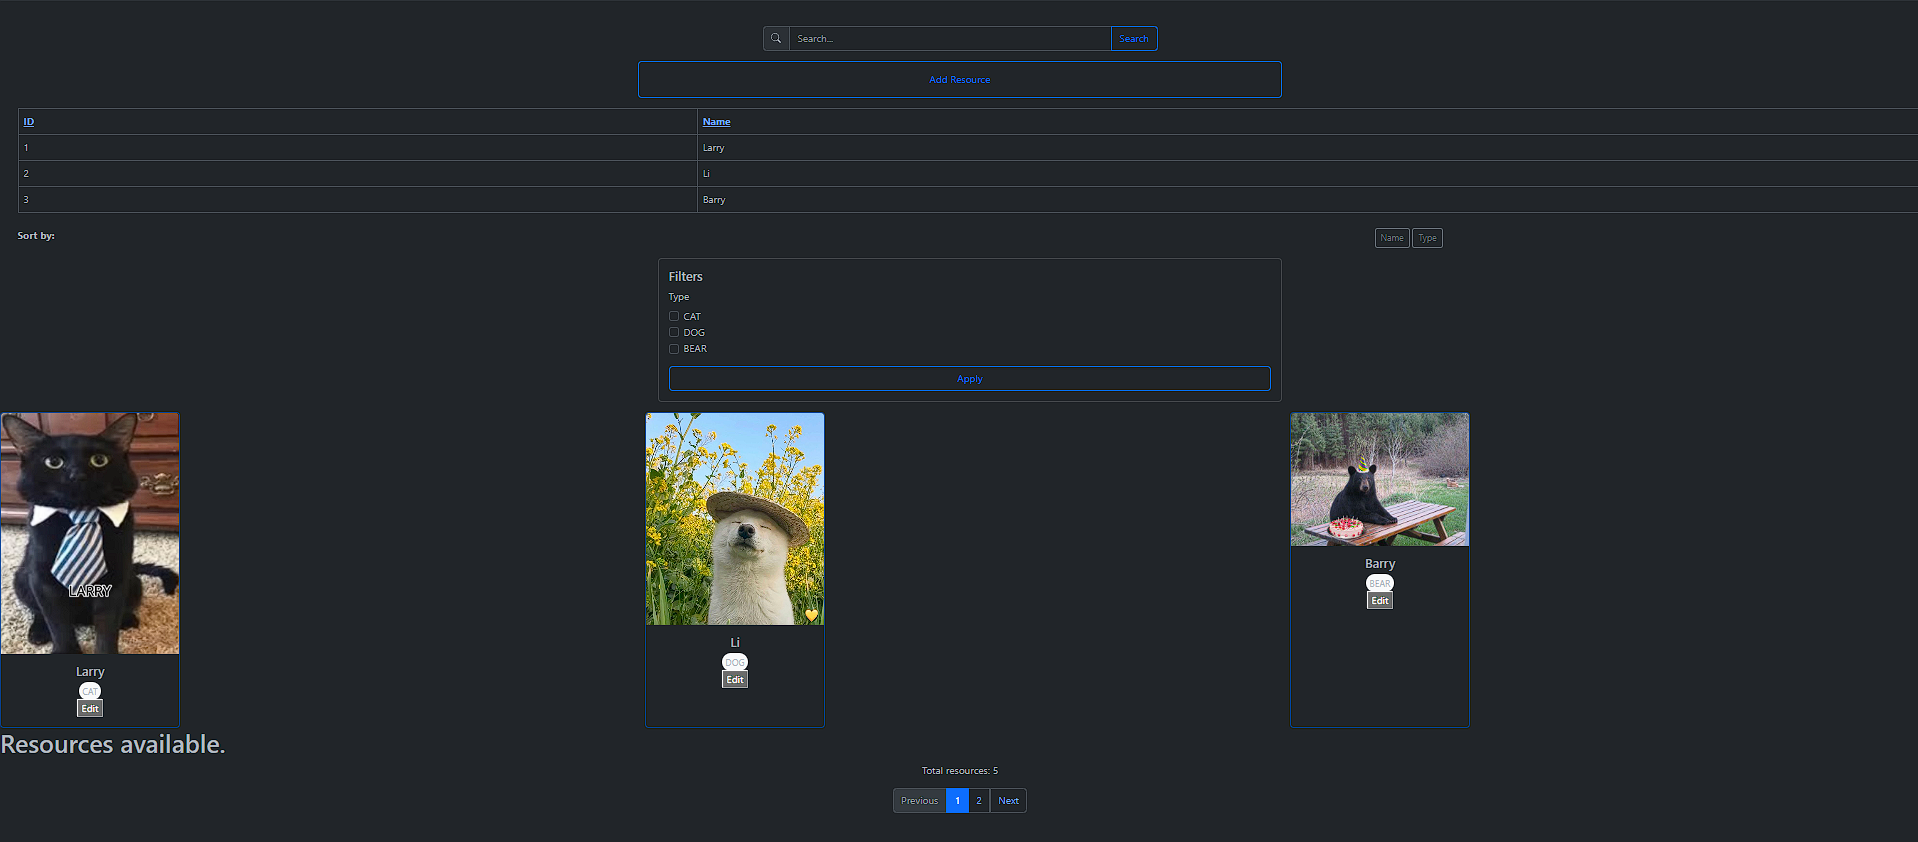 Search...
Search
Add Resource
ID Name
1 Larry
2 Li
3 Barry
Sort by: Name Type
Filters
Type
CAT
DOG
BEAR
Apply
LARRY
Larry
CAT
Edit
Li
DOG
Edit
Barry
BEAR
Edit
Resources available.
Total resources: 5
Previous 1 2 Next